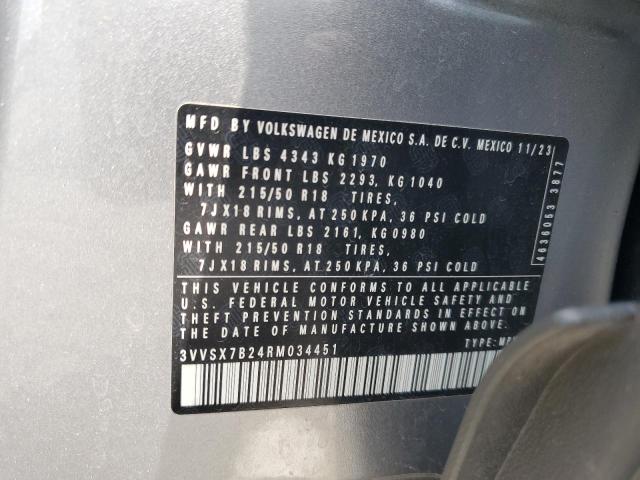 MFD BY VOLKSWAGEN DE MEXICO S.A. DE C.V. MEXICO 11/23
GVWR LBS 4343 KG 1970
GAWR FRONT LBS 2293, KG 1040
WITH 215/50 R18 TIRES,
7JX18 RIMS, AT 250 KPA, 36 PSI COLD
GAWR REAR LBS 2161, KG 0980
WITH 215/50 R18 TIRES,
7JX18 RIMS, AT 250 KPA, 36 PSI COLD
THIS VEHICLE CONFORMS TO ALL APPLICABLE
U.S. FEDERAL MOTOR VEHICLE SAFETY AND
THEFT PREVENTION STANDARDS IN EFFECT ON
THE DATE OF MANUFACTURE SHOWN ABOVE.
3VVSX7B24RM034451 TYPE:
4636053 3877